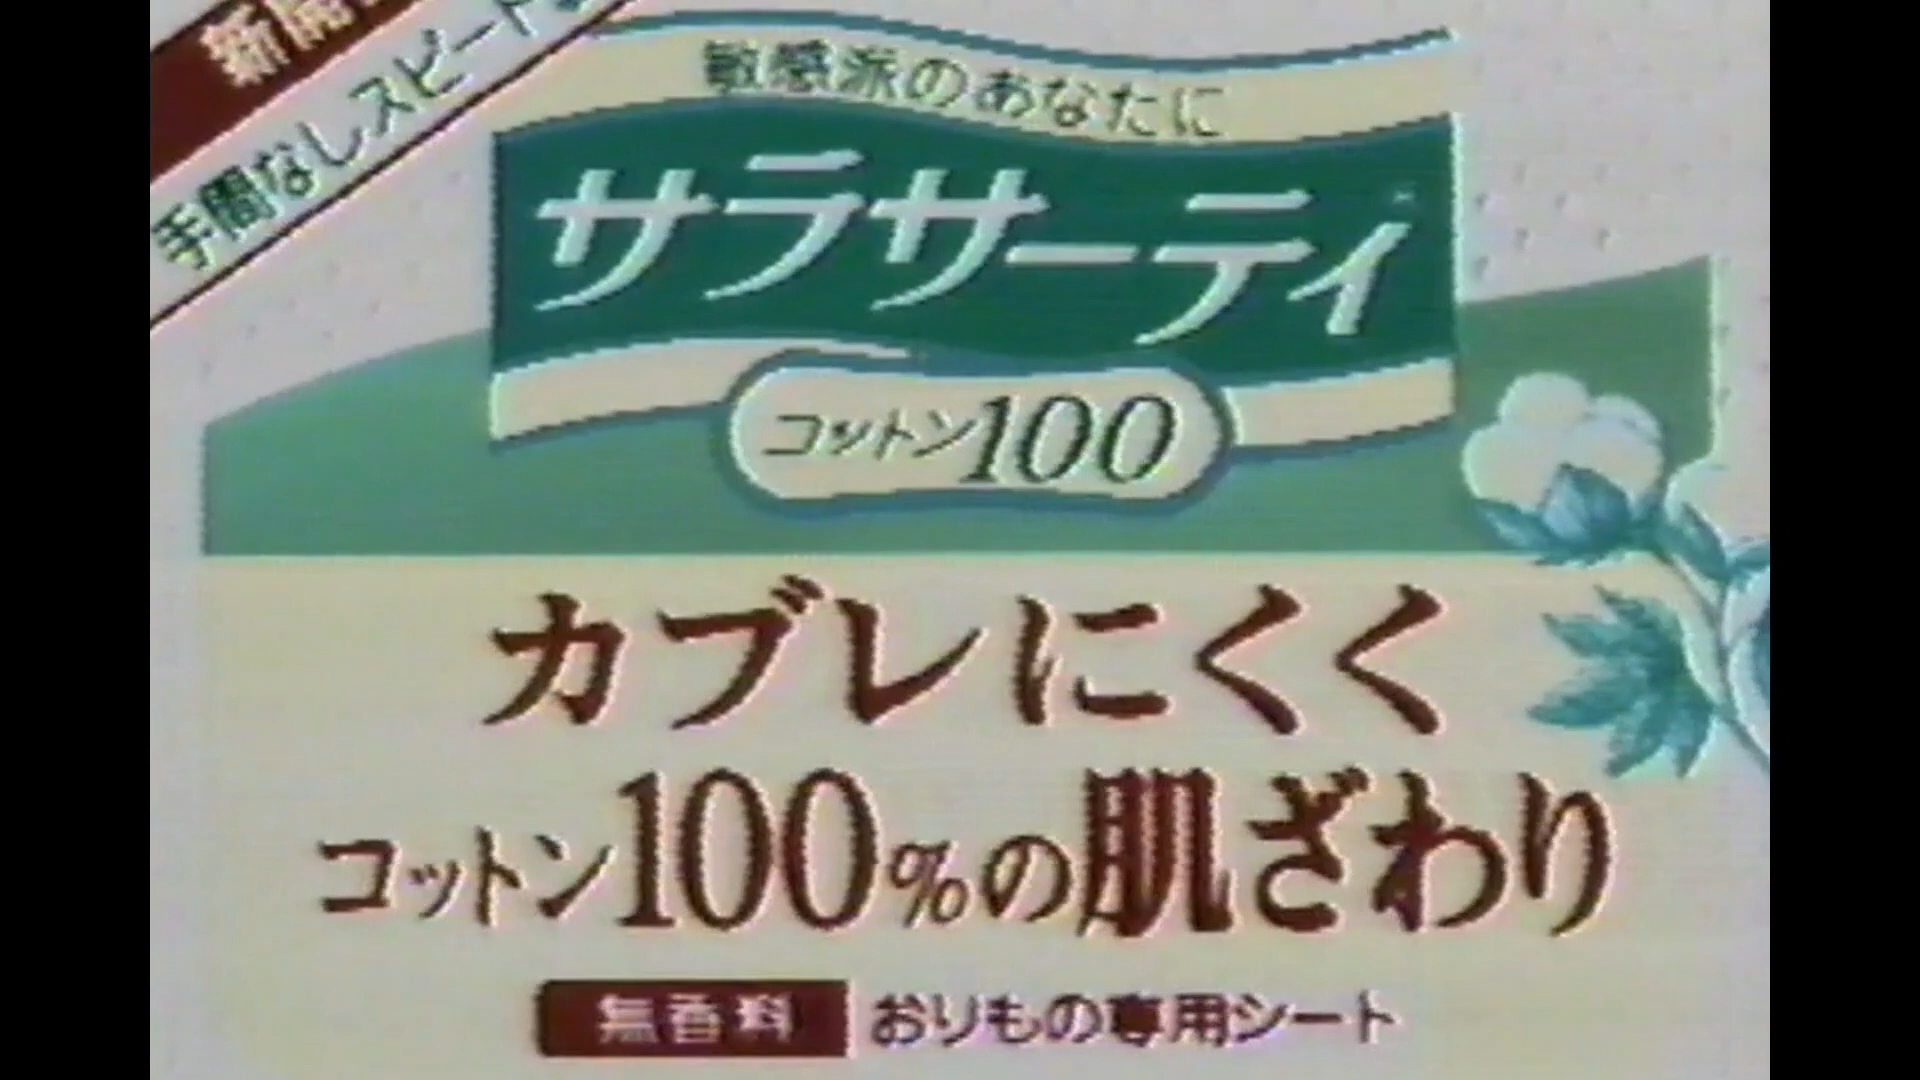 新開
手間なしスピード
敏感派のあなたに
サラサーティ
コットン100
カブレにくく
コットン100%の肌ざわり
無香料 おりもの専用シート